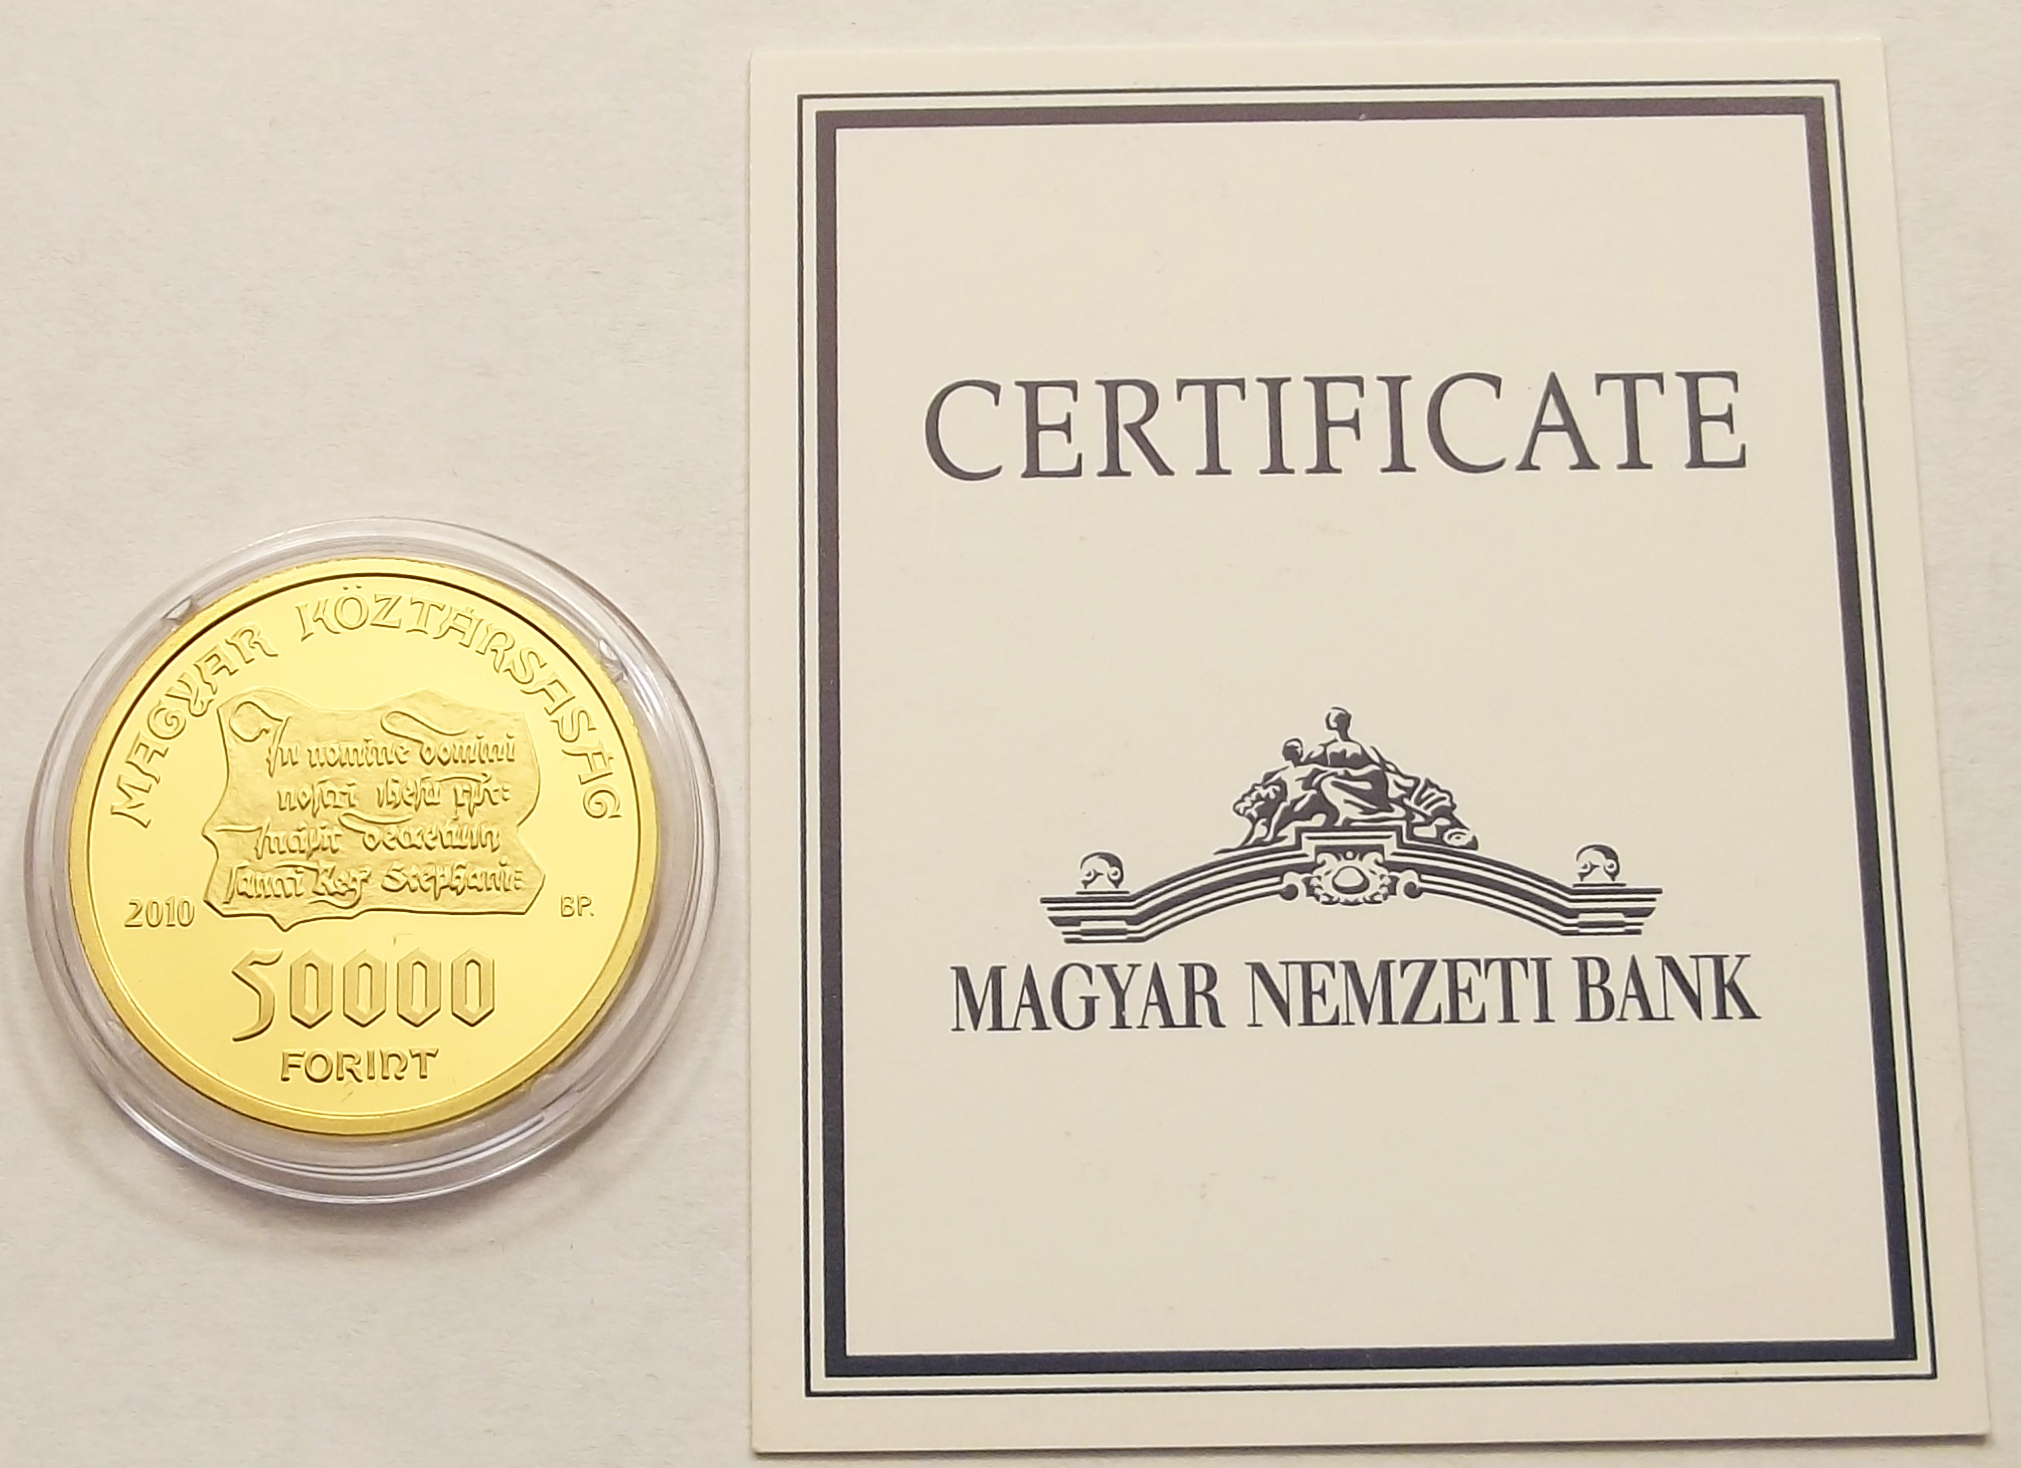 MAGYAR KÖZTÁRSASÁG
In nomine domini
nostri ihesu xpi:
Incipit decretum
sancti Regis Stephani:
2010
BP.
50000
FORINT
CERTIFICATE
MAGYAR NEMZETI BANK